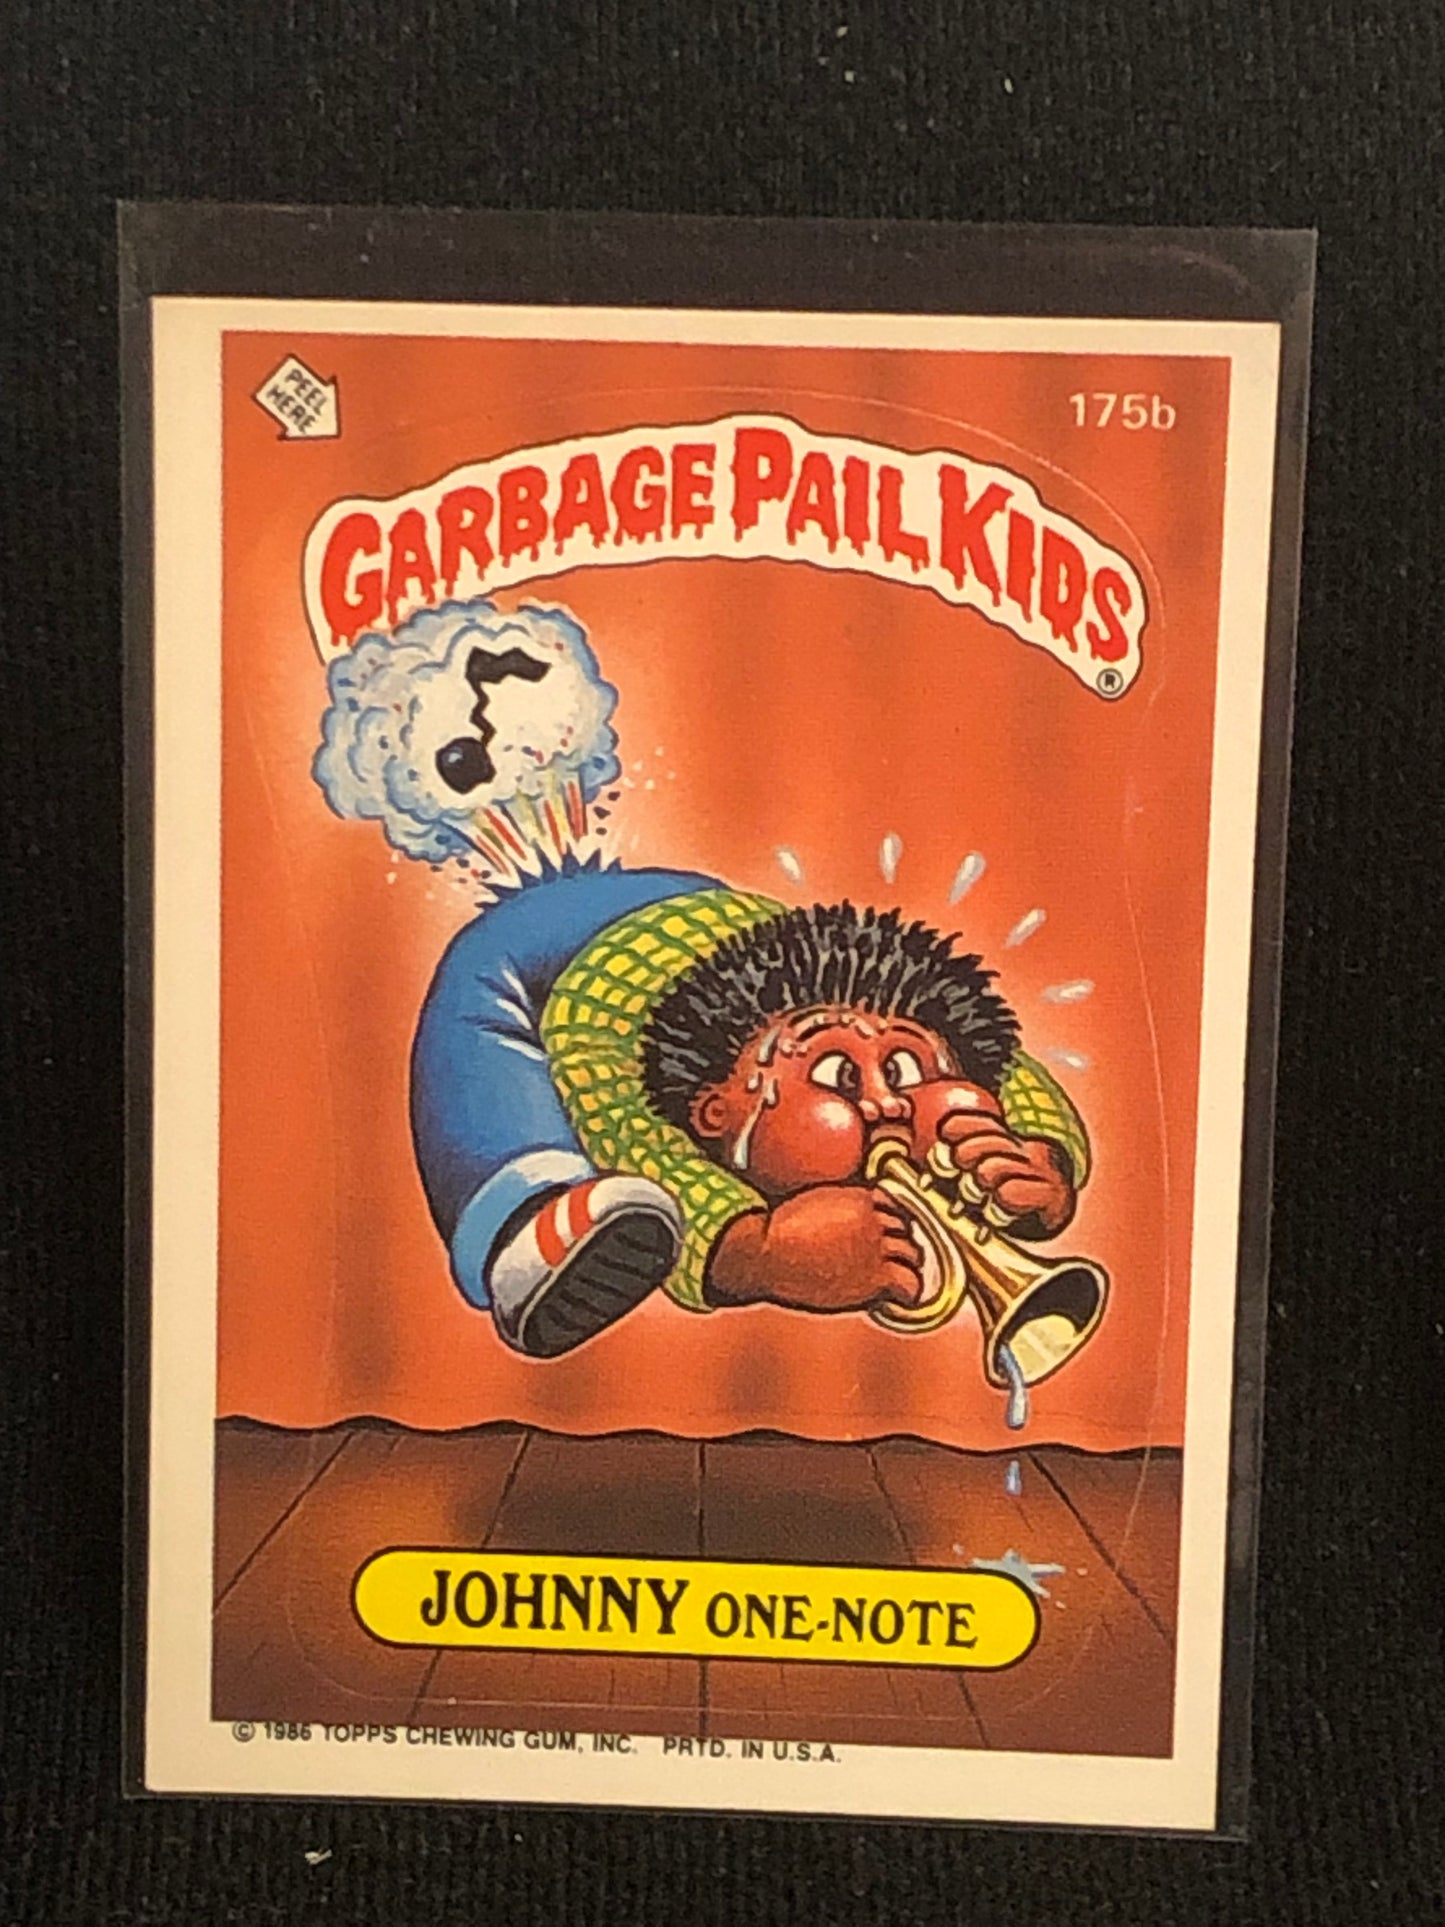 PEEL
HERE
175b
GARBAGE PAIL KIDS
®
JOHNNY ONE-NOTE
© 1986 TOPPS CHEWING GUM, INC. PRTD. IN U.S.A.